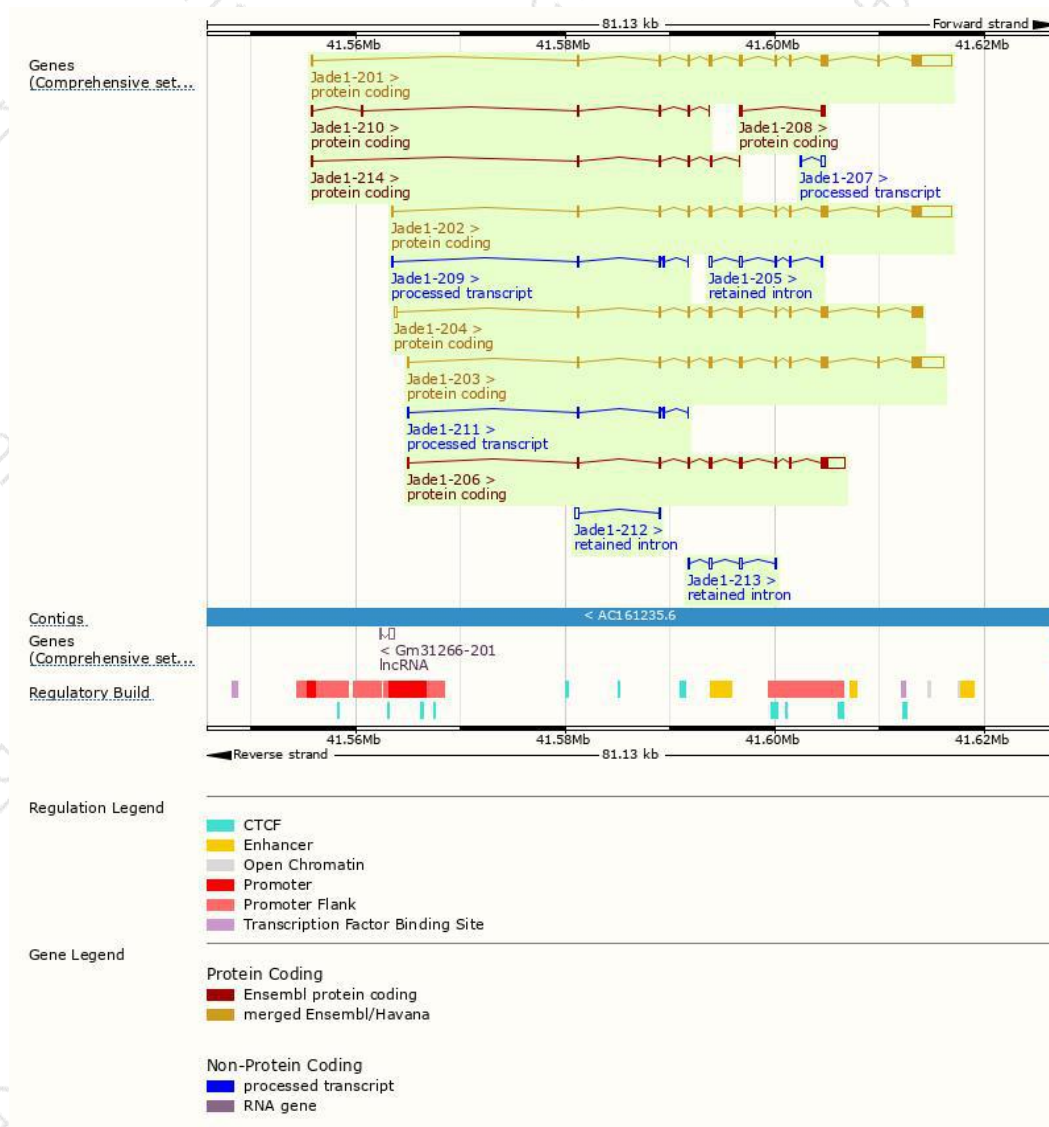 81.13 kb Forward strand
41.56Mb 41.58Mb 41.60Mb 41.62Mb
Genes
(Comprehensive set...
Jade1-201 >
protein coding
Jade1-210 > Jade1-208 >
protein coding protein coding
Jade1-214 > Jade1-207 >
protein coding processed transcript
Jade1-202 >
protein coding
Jade1-209 > Jade1-205 >
processed transcript retained intron
Jade1-204 >
protein coding
Jade1-203 >
protein coding
Jade1-211 >
processed transcript
Jade1-206 >
protein coding
Jade1-212 >
retained intron
Jade1-213 >
retained intron
Contigs < AC161235.6
Genes
(Comprehensive set...
< Gm31266-201
lncRNA
Regulatory Build
41.56Mb 41.58Mb 41.60Mb 41.62Mb
Reverse strand 81.13 kb
Regulation Legend
CTCF
Enhancer
Open Chromatin
Promoter
Promoter Flank
Transcription Factor Binding Site
Gene Legend
Protein Coding
Ensembl protein coding
merged Ensembl/Havana
Non-Protein Coding
processed transcript
RNA gene